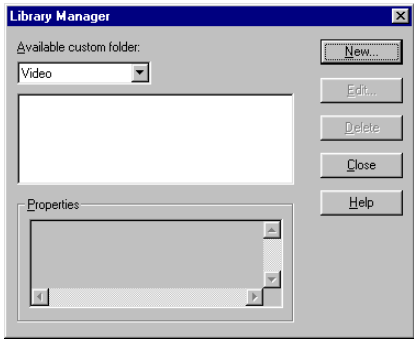 Library Manager
Available custom folder:
Video
New...
Edit...
Delete
Close
Help
Properties